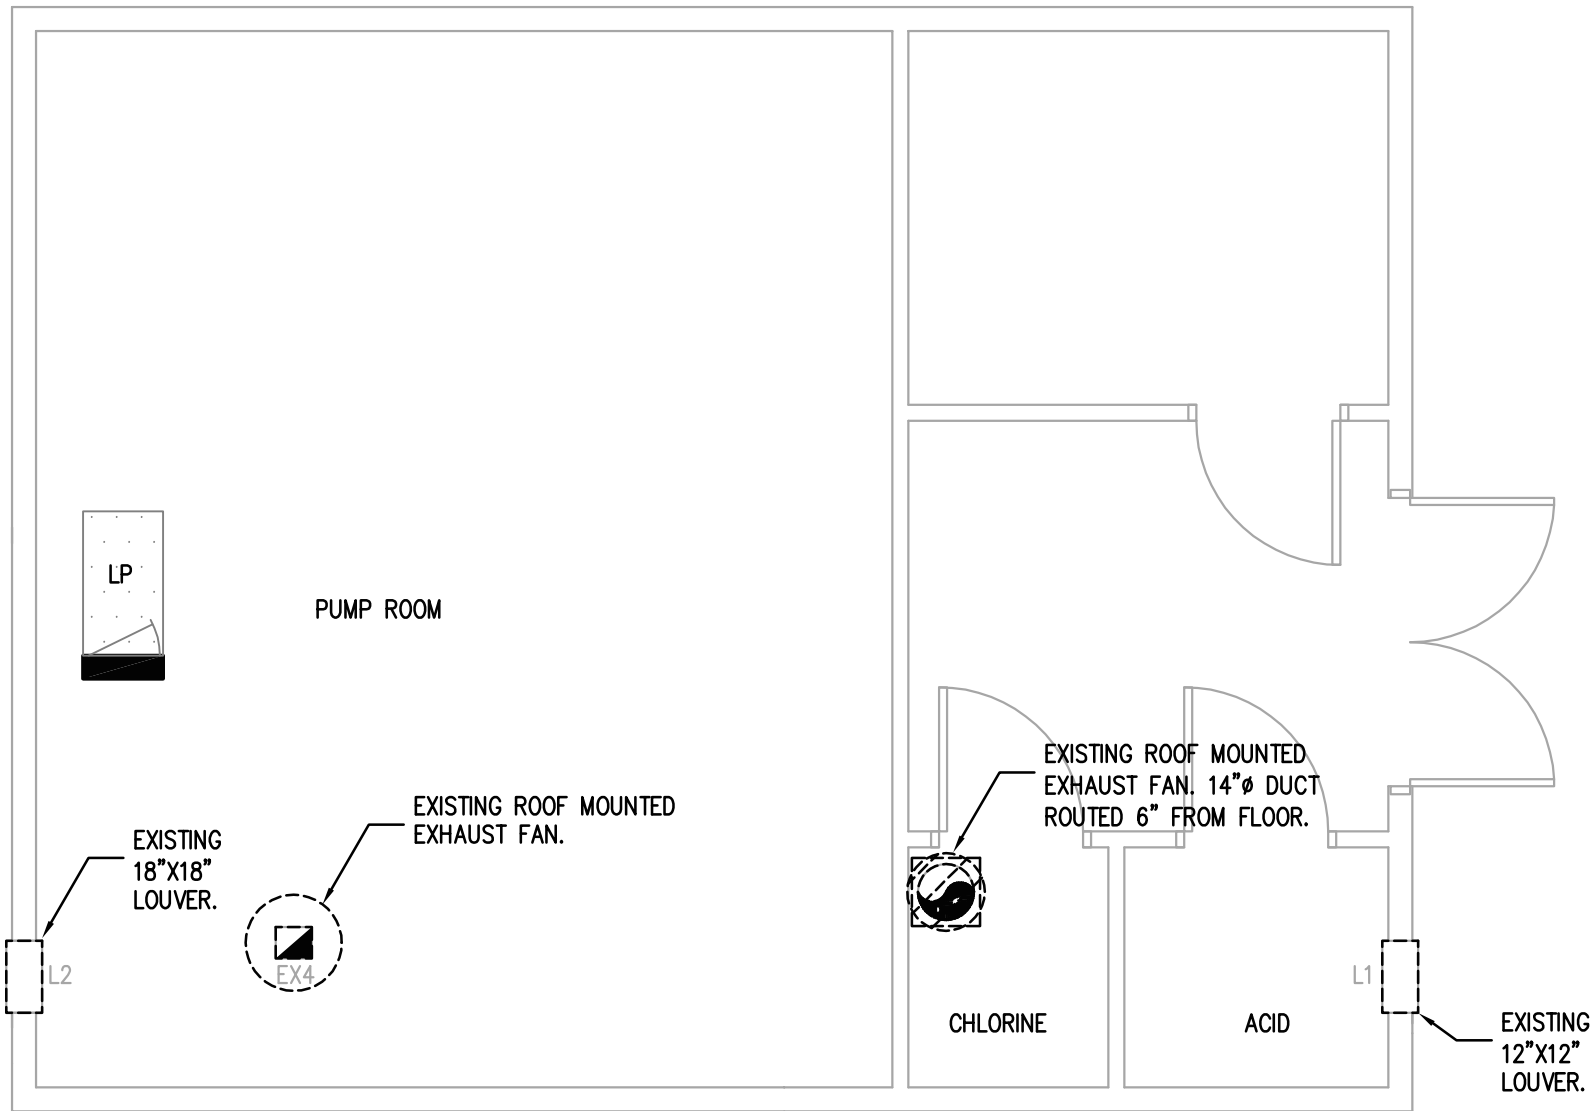 LP
PUMP ROOM
EXISTING ROOF MOUNTED
EXHAUST FAN. 14"ø DUCT
ROUTED 6" FROM FLOOR.
EXISTING ROOF MOUNTED
EXHAUST FAN.
EXISTING
18"X18"
LOUVER.
L2
EX4
L1
CHLORINE
ACID
EXISTING
12"X12"
LOUVER.